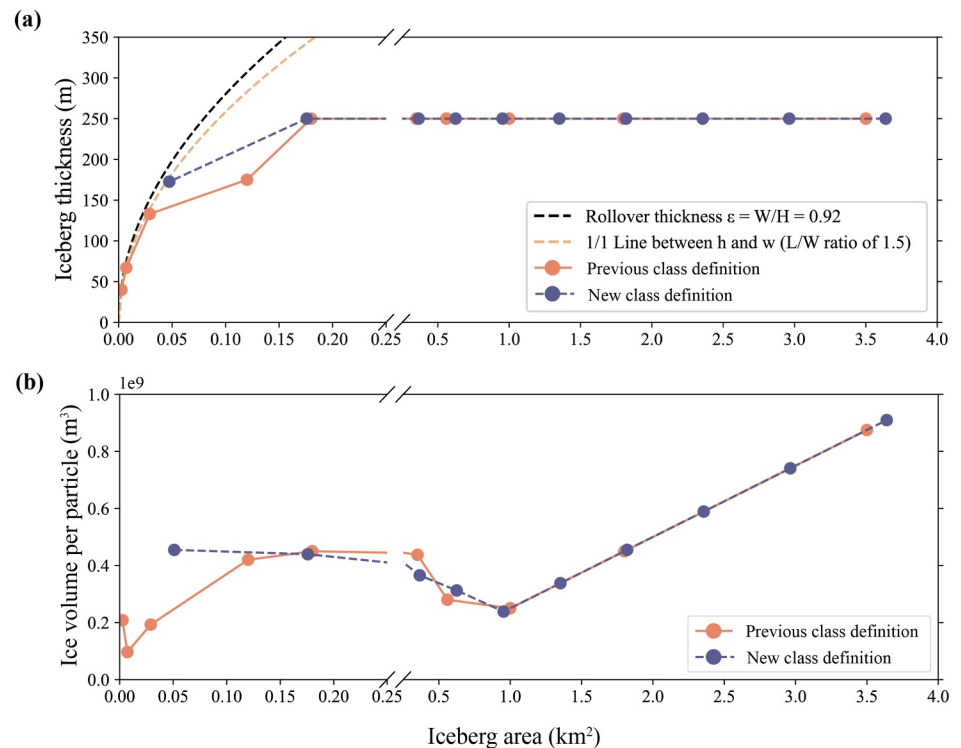 (a)
Iceberg thickness (m)
350
300
250
200
150
100
50
0
Rollover thickness ε = W/H = 0.92
1/1 Line between h and w (L/W ratio of 1.5)
Previous class definition
New class definition
0.00 0.05 0.10 0.15 0.20 0.25 0.5 1.0 1.5 2.0 2.5 3.0 3.5 4.0
(b)
1e9
Ice volume per particle (m³)
1.0
0.8
0.6
0.4
0.2
0.0
Previous class definition
New class definition
0.00 0.05 0.10 0.15 0.20 0.25 0.5 1.0 1.5 2.0 2.5 3.0 3.5 4.0
Iceberg area (km²)